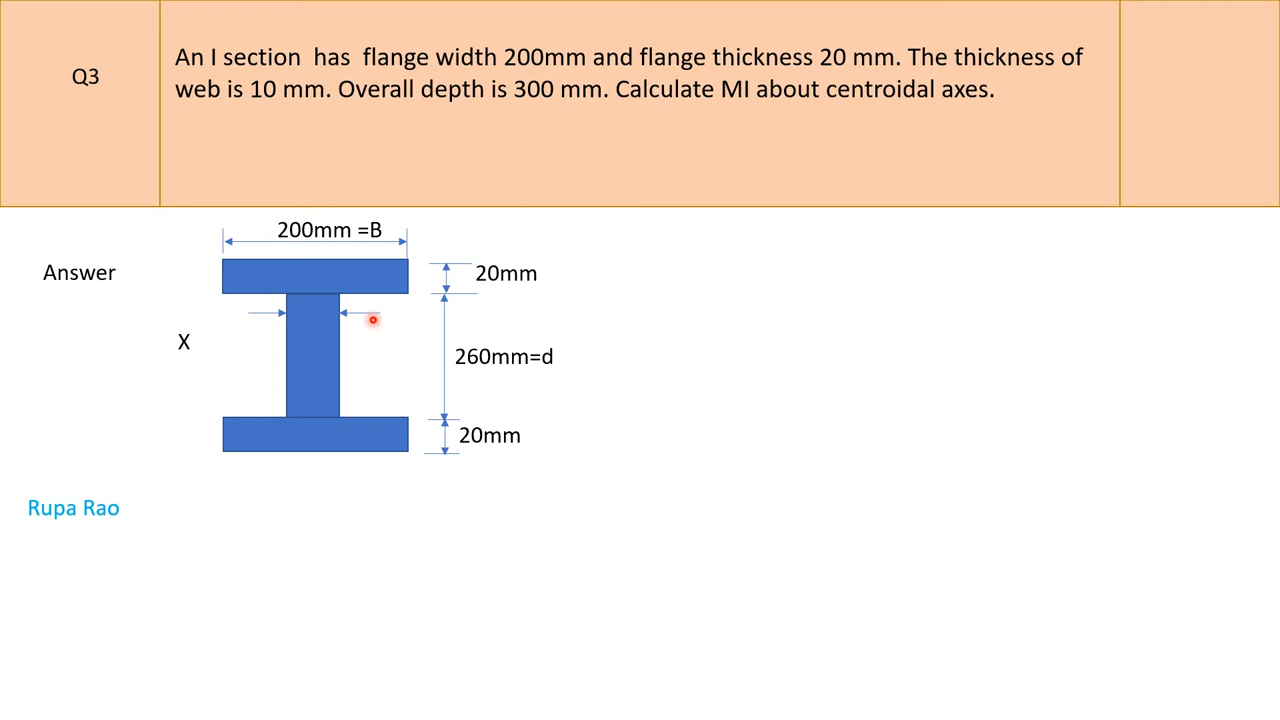 Q3
An I section has flange width 200mm and flange thickness 20 mm. The thickness of
web is 10 mm. Overall depth is 300 mm. Calculate MI about centroidal axes.
200mm =B
Answer
20mm
X
260mm=d
20mm
Rupa Rao